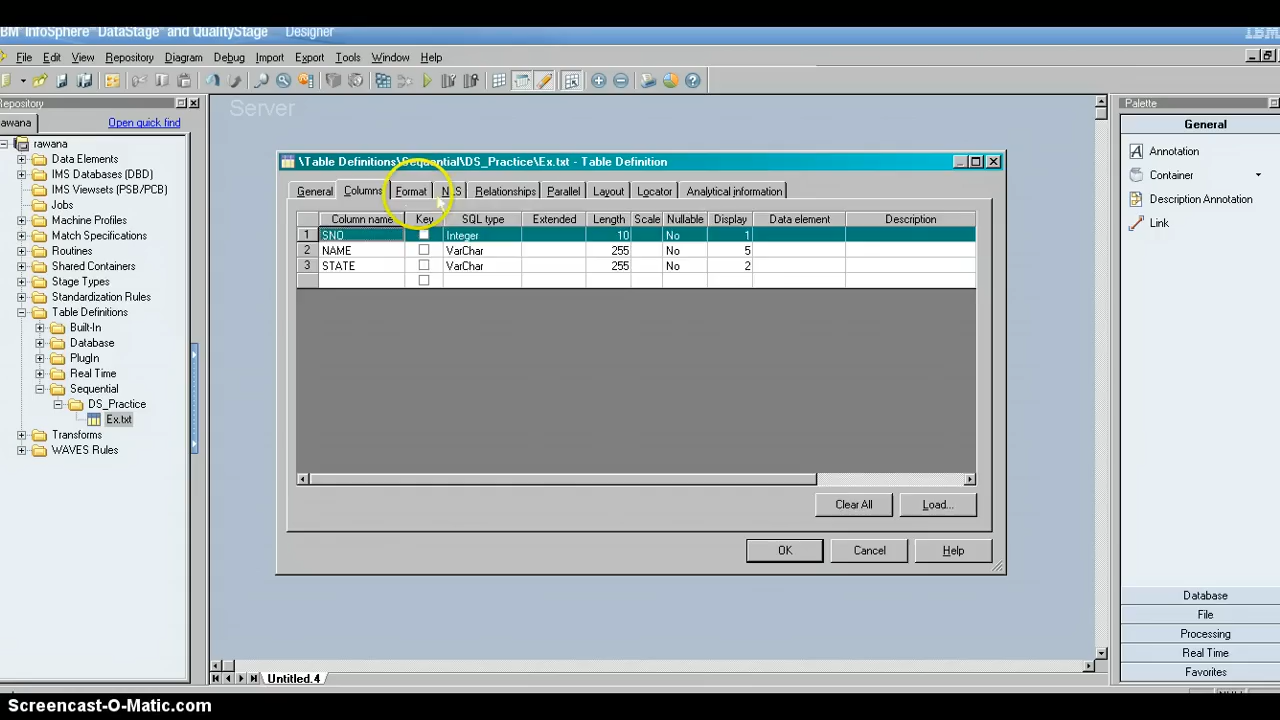 BM InfoSphere DataStage and QualityStage Designer
File Edit View Repository Diagram Debug Import Export Tools Window Help
Repository
rawana Open quick find
rawana
Data Elements
IMS Databases (DBD)
IMS Viewsets (PSB/PCB)
Jobs
Machine Profiles
Match Specifications
Routines
Shared Containers
Stage Types
Standardization Rules
Table Definitions
Built-In
Database
PlugIn
Real Time
Sequential
DS_Practice
Ex.txt
Transforms
WAVES Rules
Server
\Table Definitions\Sequential\DS_Practice\Ex.txt - Table Definition
General Columns Format NLS Relationships Parallel Layout Locator Analytical information
Column name Key SQL type Extended Length Scale Nullable Display Data element Description
1 SNO Integer 10 No 1
2 NAME VarChar 255 No 5
3 STATE VarChar 255 No 2
Clear All Load...
OK Cancel Help
Untitled.4
Palette
General
Annotation
Container
Description Annotation
Link
Database
File
Processing
Real Time
Favorites
Screencast-O-Matic.com